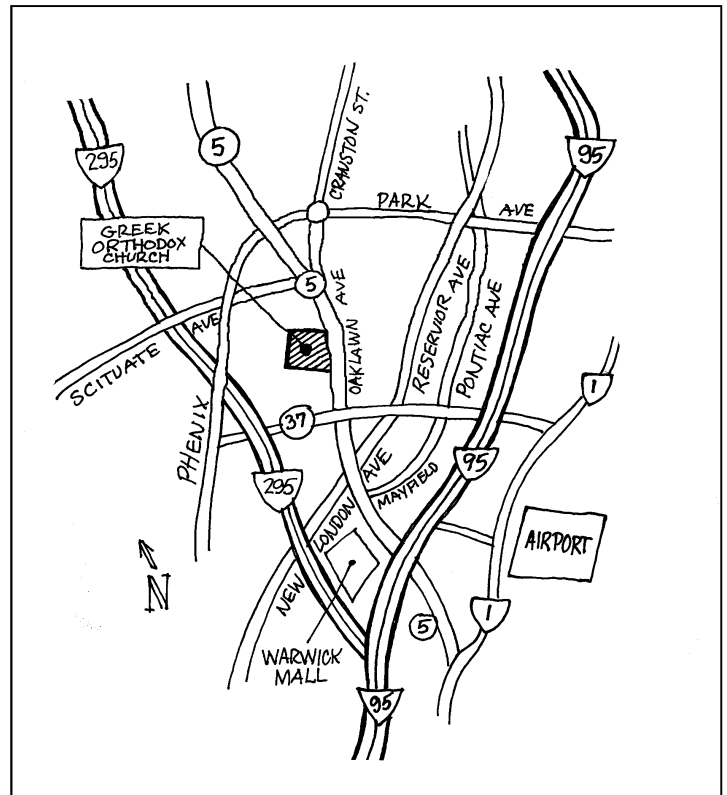 CRANSTON ST.
295
5
95
PARK AVE
GREEK
ORTHODOX
CHURCH
5
OAKLAWN AVE
RESERVIOR AVE
PONTIAC AVE
SCITUATE AVE
1
PHENIX
37
95
295
NEW LONDON AVE
MAYFIELD
AIRPORT
N
1
5
WARWICK
MALL
95